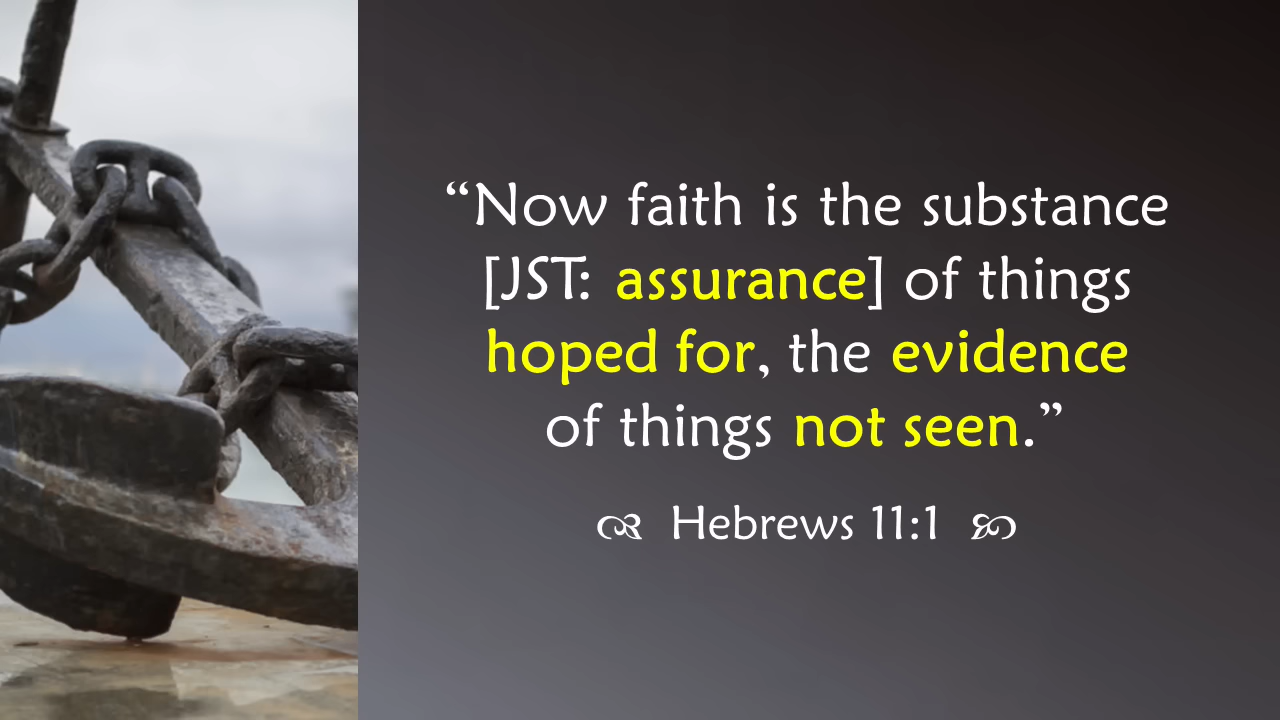 “Now faith is the substance
[JST: assurance] of things
hoped for, the evidence
of things not seen.”
Hebrews 11:1